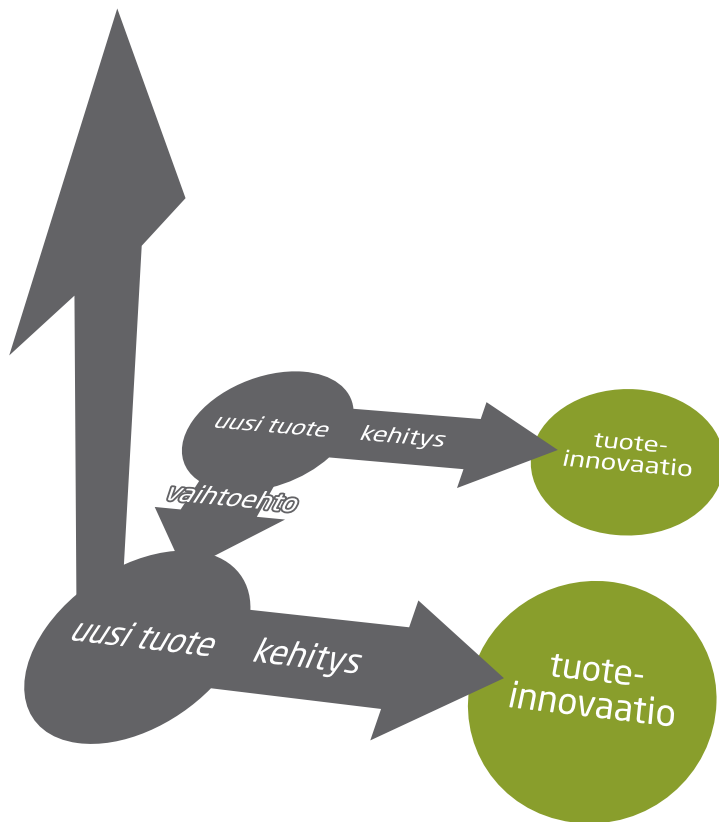 uusi tuote
kehitys
tuote-
innovaatio
vaihtoehto
uusi tuote
kehitys
tuote-
innovaatio